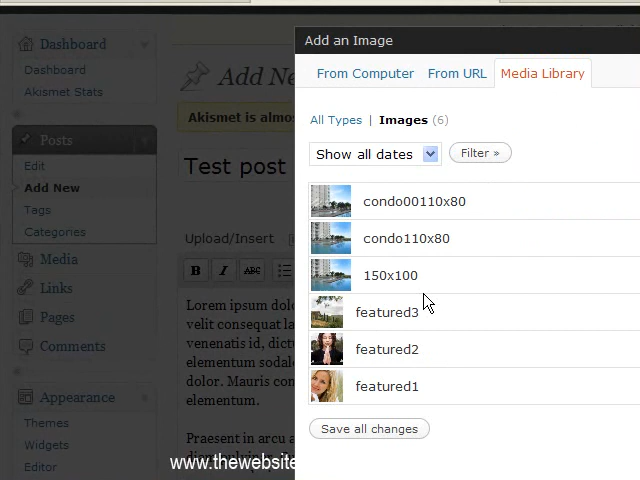 Dashboard
Dashboard
Akismet Stats
Posts
Edit
Add New
Tags
Categories
Media
Links
Pages
Comments
Appearance
Themes
Widgets
Editor
Add Ne
Akismet is almos
Test post
Upload/Insert
B I ABC
Lorem ipsum dolo
velit consequat la
venenatis id, dictu
elementum sodale
dolor. Mauris con
elementum.
Praesent in arcu a
www.thewebsite
Add an Image
From Computer From URL Media Library
All Types | Images (6)
Show all dates Filter »
condo00110x80
condo110x80
150x100
featured3
featured2
featured1
Save all changes